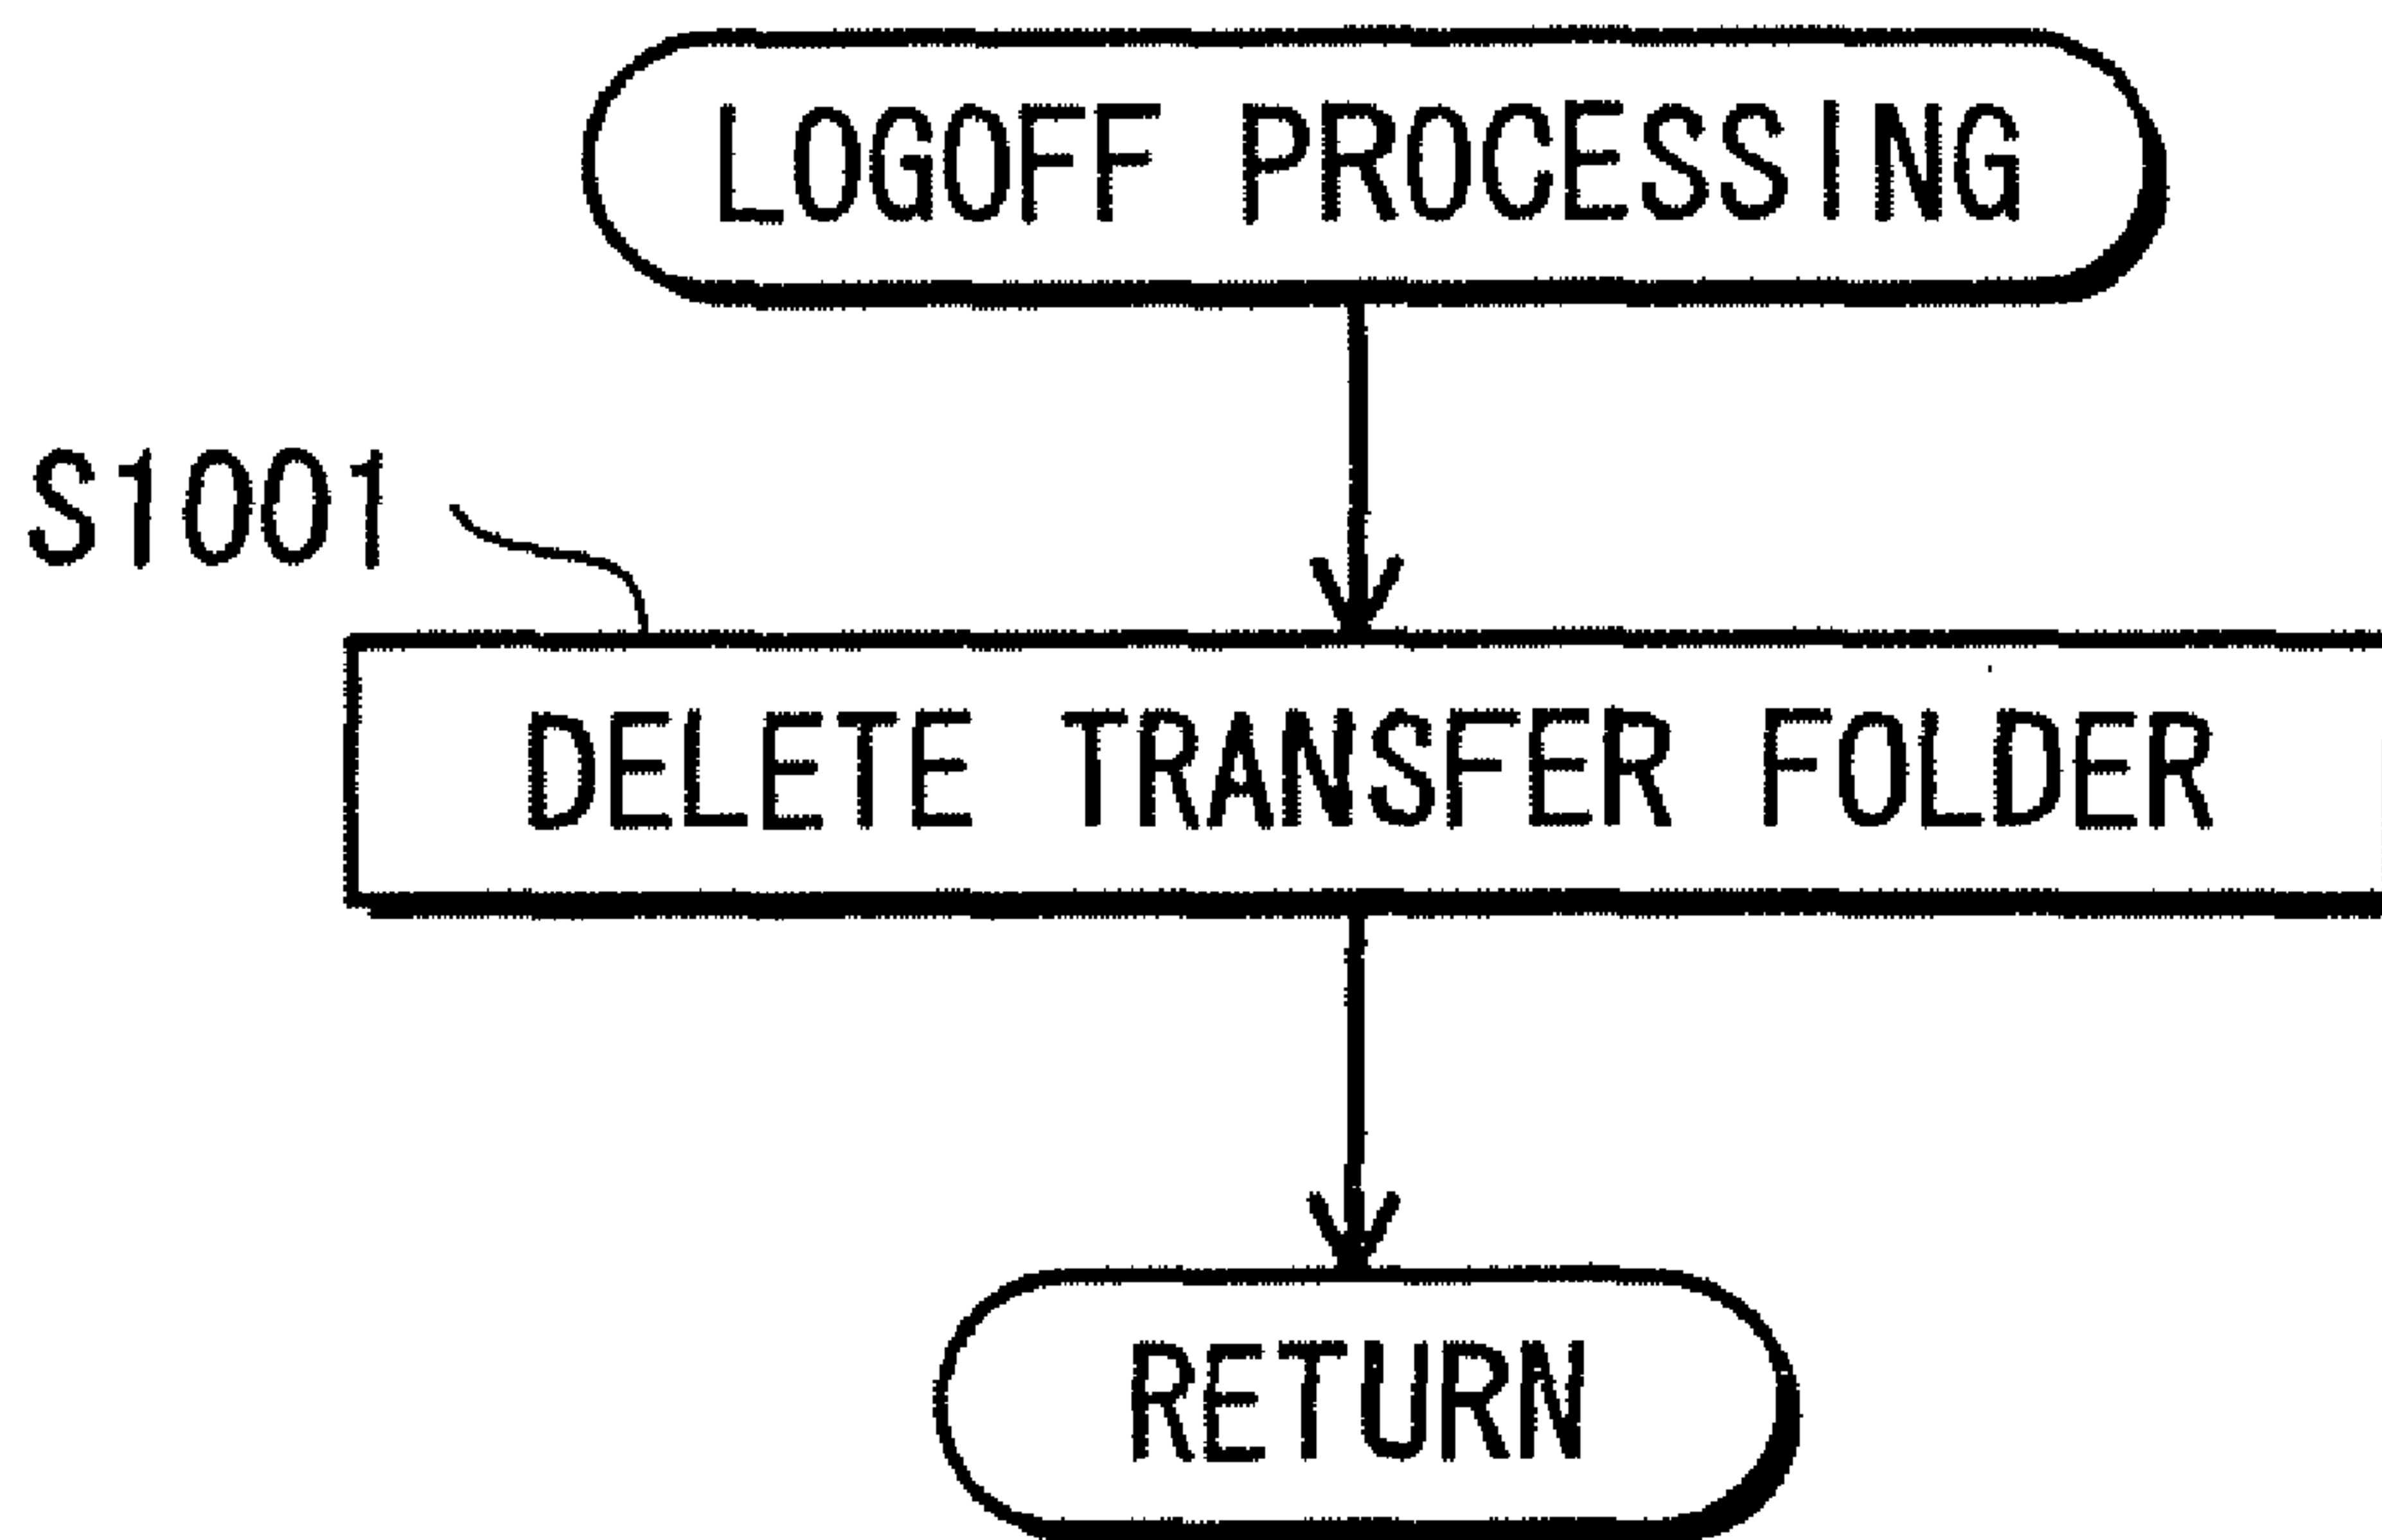 LOGOFF PROCESSING
S1001
DELETE TRANSFER FOLDER
RETURN